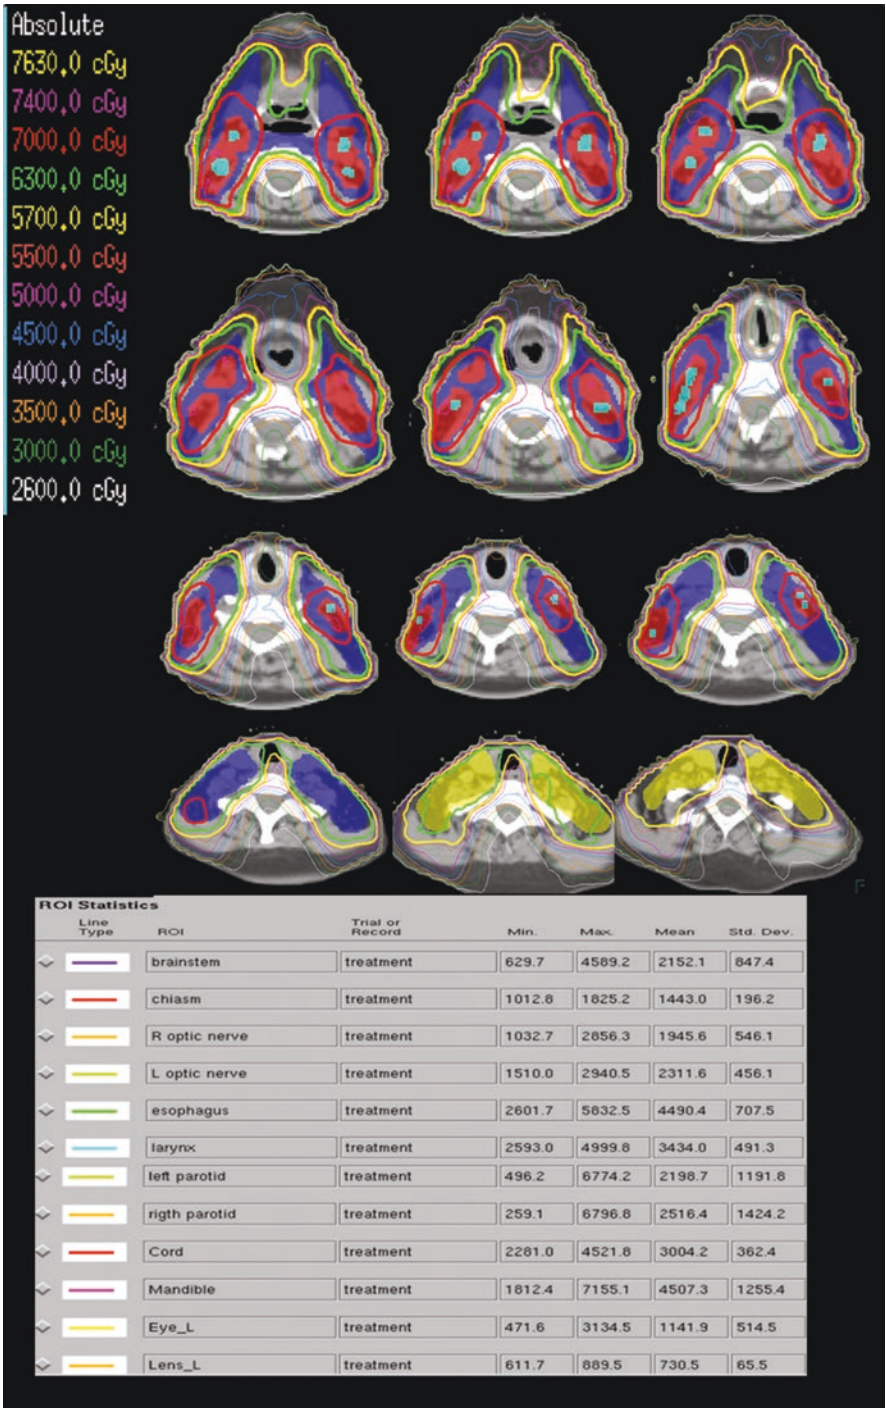 Absolute
7630.0 cGy
7400.0 cGy
7000.0 cGy
6300.0 cGy
5700.0 cGy
5500.0 cGy
5000.0 cGy
4500.0 cGy
4000.0 cGy
3500.0 cGy
3000.0 cGy
2600.0 cGy
F
ROI Statistics
Line Type ROI Trial or Record Min. Max. Mean Std. Dev.
brainstem treatment 629.7 4589.2 2152.1 847.4
chiasm treatment 1012.8 1825.2 1443.0 196.2
R optic nerve treatment 1032.7 2856.3 1945.6 546.1
L optic nerve treatment 1510.0 2940.5 2311.6 456.1
esophagus treatment 2601.7 5832.5 4490.4 707.5
larynx treatment 2593.0 4999.8 3434.0 491.3
left parotid treatment 496.2 6774.2 2198.7 1191.8
rigth parotid treatment 259.1 6796.8 2516.4 1424.2
Cord treatment 2281.0 4521.8 3004.2 362.4
Mandible treatment 1812.4 7155.1 4507.3 1255.4
Eye_L treatment 471.6 3134.5 1141.9 514.5
Lens_L treatment 611.7 889.5 730.5 65.5